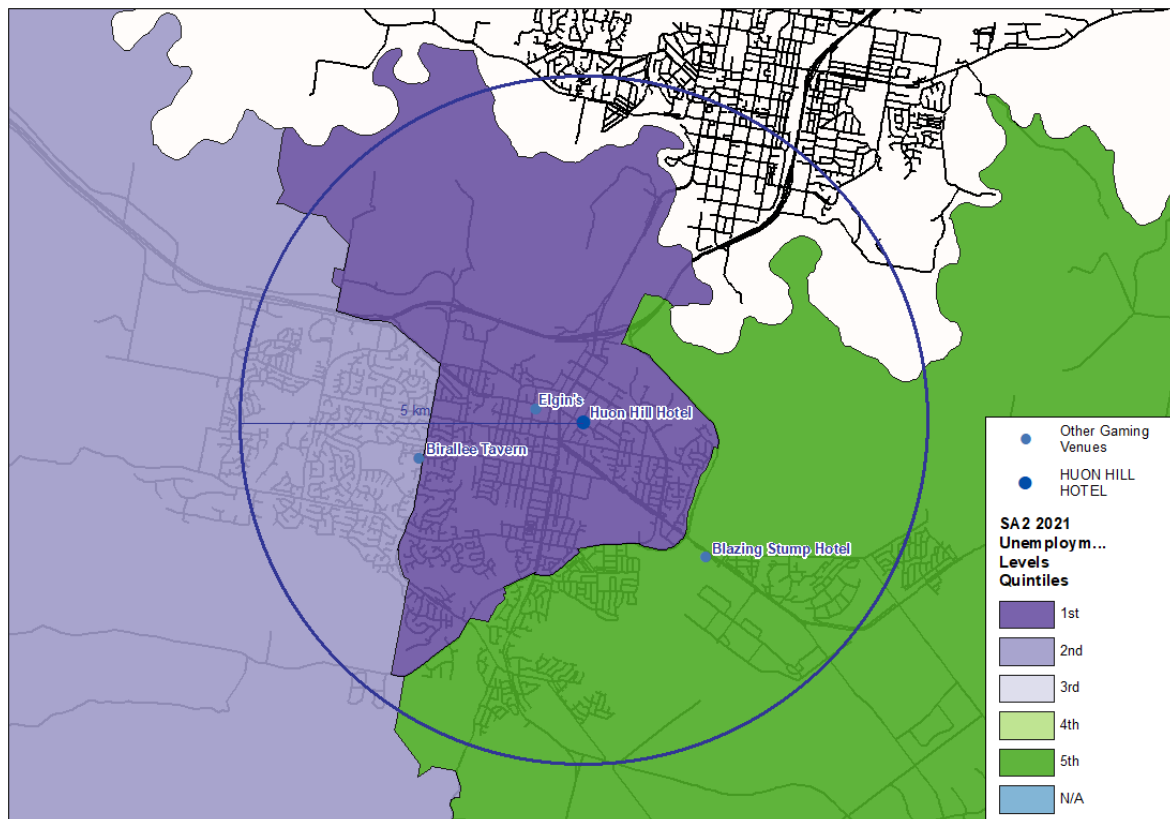 Elgin's
Huon Hill Hotel
5 km
Birallee Tavern
Blazing Stump Hotel
Other Gaming
Venues
HUON HILL
HOTEL
SA2 2021
Unemploym...
Levels
Quintiles
1st
2nd
3rd
4th
5th
N/A